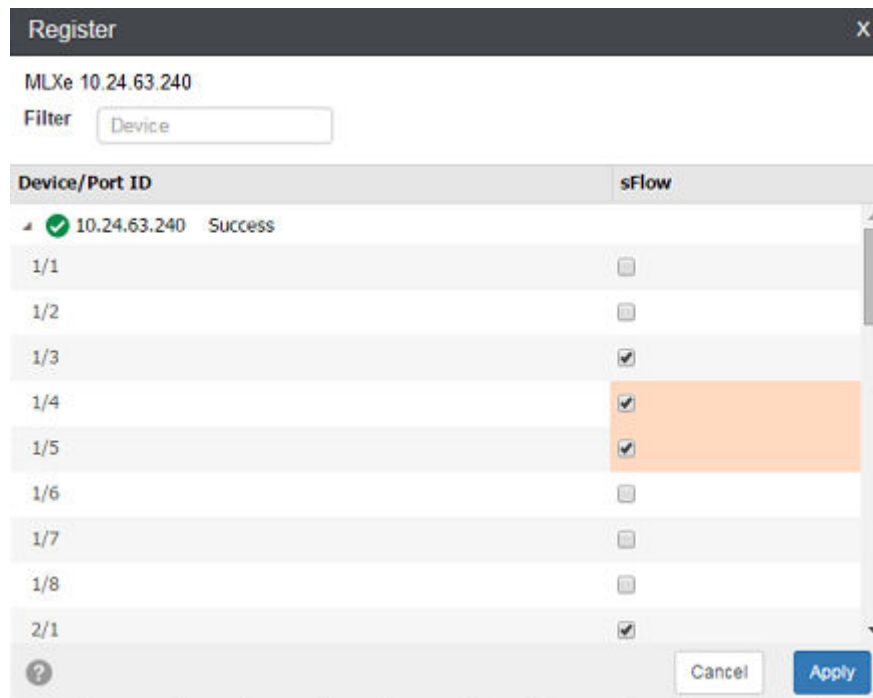 Register X
MLXe 10.24.63.240
Filter Device
Device/Port ID sFlow
10.24.63.240 Success
1/1
1/2
1/3
1/4
1/5
1/6
1/7
1/8
2/1
? Cancel Apply